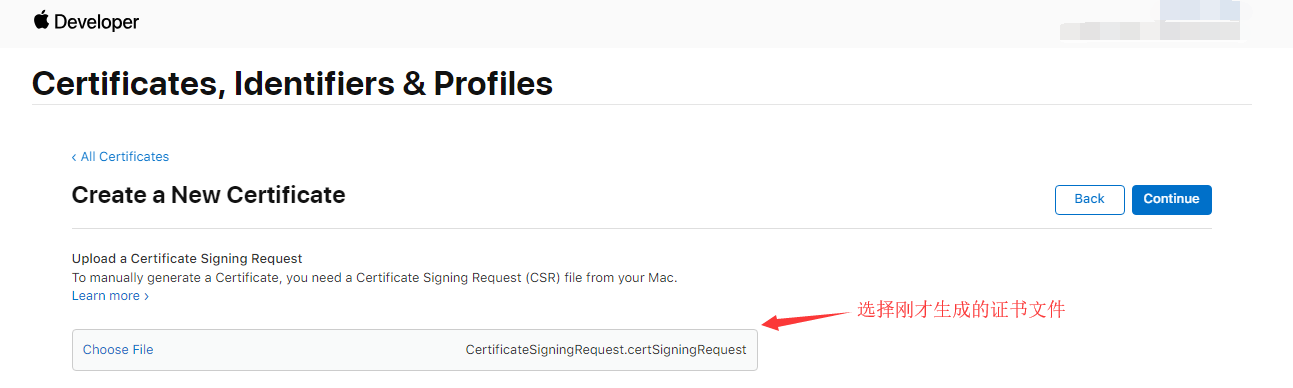 Developer
Certificates, Identifiers & Profiles
‹ All Certificates
Create a New Certificate
Back
Continue
Upload a Certificate Signing Request
To manually generate a Certificate, you need a Certificate Signing Request (CSR) file from your Mac.
Learn more ›
选择刚才生成的证书文件
Choose File
CertificateSigningRequest.certSigningRequest